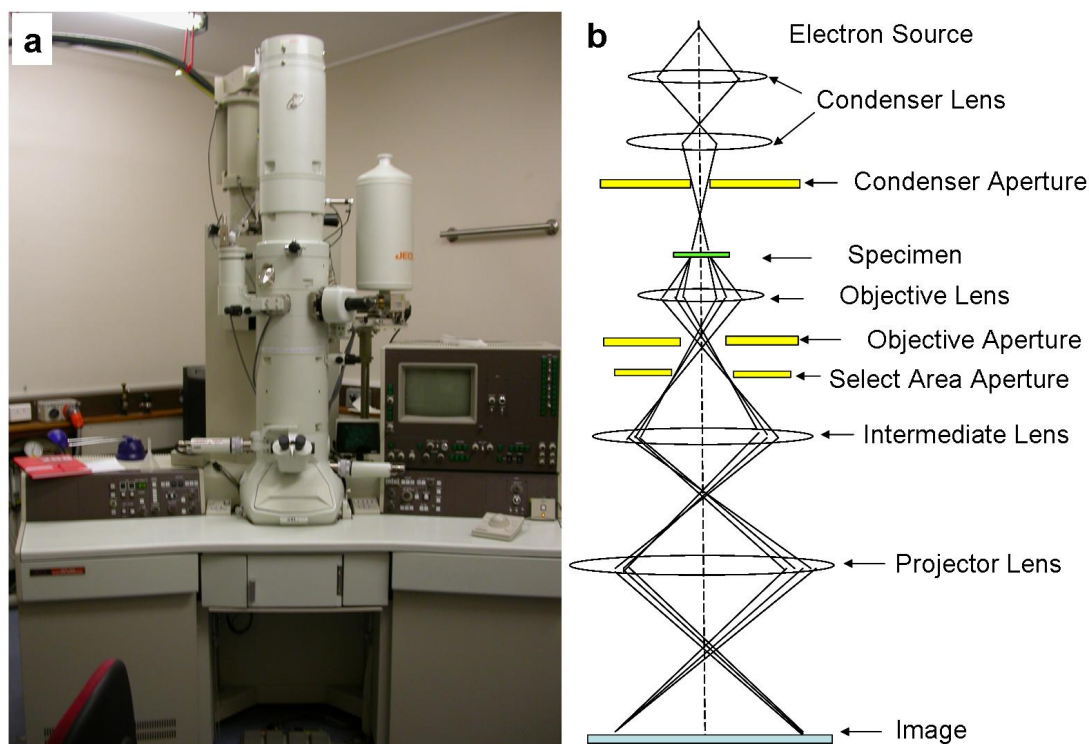 a
JEOL
b
Electron Source
Condenser Lens
Condenser Aperture
Specimen
Objective Lens
Objective Aperture
Select Area Aperture
Intermediate Lens
Projector Lens
Image